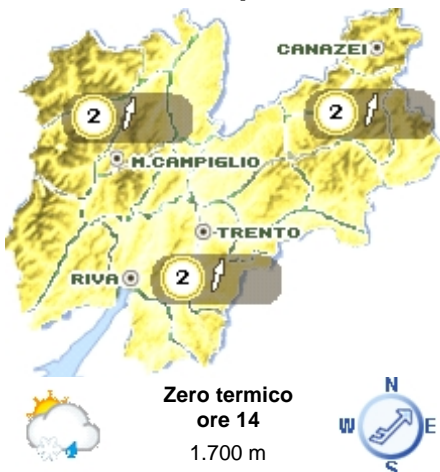 CANAZEI
2
2
M.CAMPIGLIO
TRENTO
RIVA
2
Zero termico
ore 14
1.700 m
N
W E
S